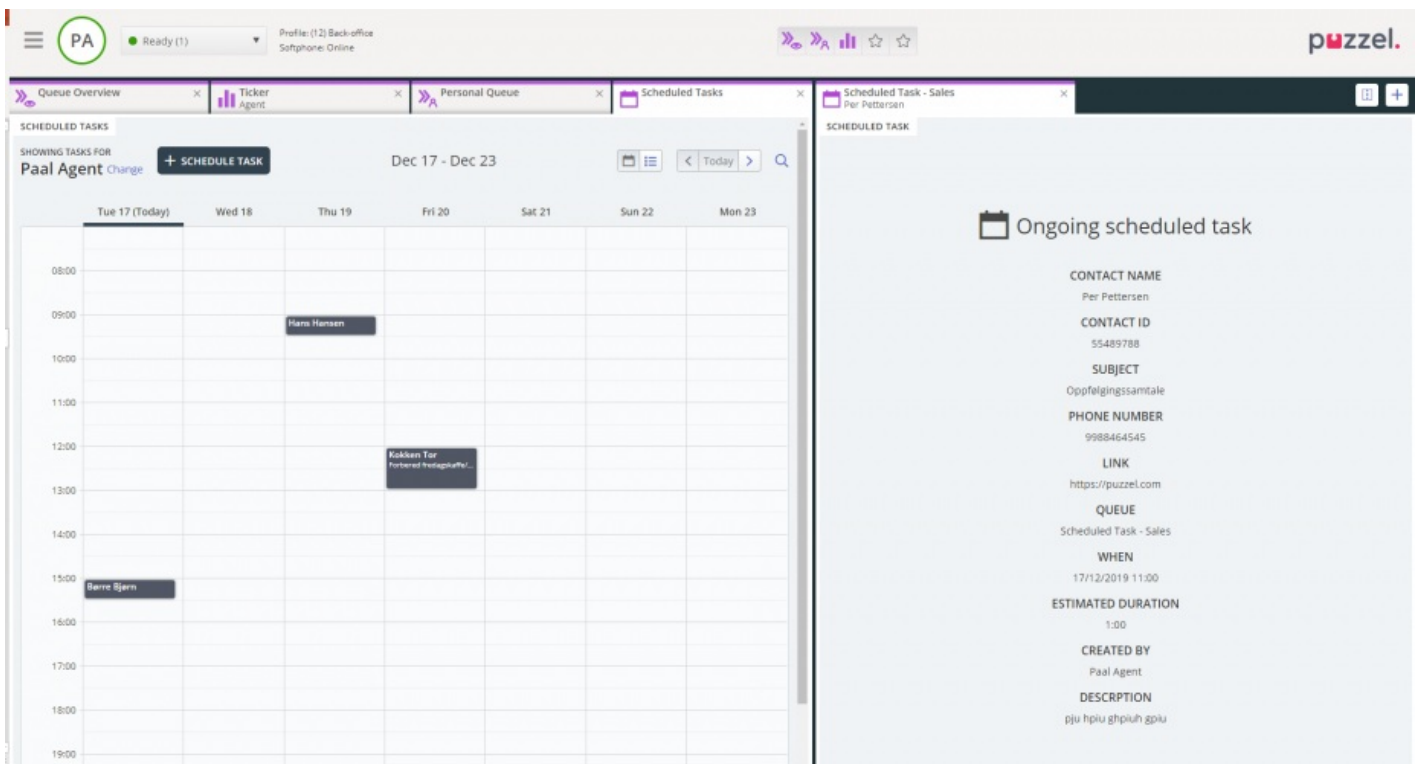 PA
Ready (1)
Profile: (12) Back-office
Softphone: Online
puzzel.
Queue Overview
Ticker
Agent
Personal Queue
Scheduled Tasks
Scheduled Task - Sales
Per Pettersen
SCHEDULED TASKS
SHOWING TASKS FOR
Paal Agent Change
+ SCHEDULE TASK
Dec 17 - Dec 23
Today
Tue 17 (Today) Wed 18 Thu 19 Fri 20 Sat 21 Sun 22 Mon 23
08:00
09:00
Hans Hansen
10:00
11:00
12:00
Kokken Tor
Forbered fredagskaffe/...
13:00
14:00
15:00
Børre Bjørn
16:00
17:00
18:00
19:00
SCHEDULED TASK
Ongoing scheduled task
CONTACT NAME
Per Pettersen
CONTACT ID
55489788
SUBJECT
Oppfølgingssamtale
PHONE NUMBER
9988464545
LINK
https://puzzel.com
QUEUE
Scheduled Task - Sales
WHEN
17/12/2019 11:00
ESTIMATED DURATION
1:00
CREATED BY
Paal Agent
DESCRPTION
pju hpiu ghpiuh gpiu